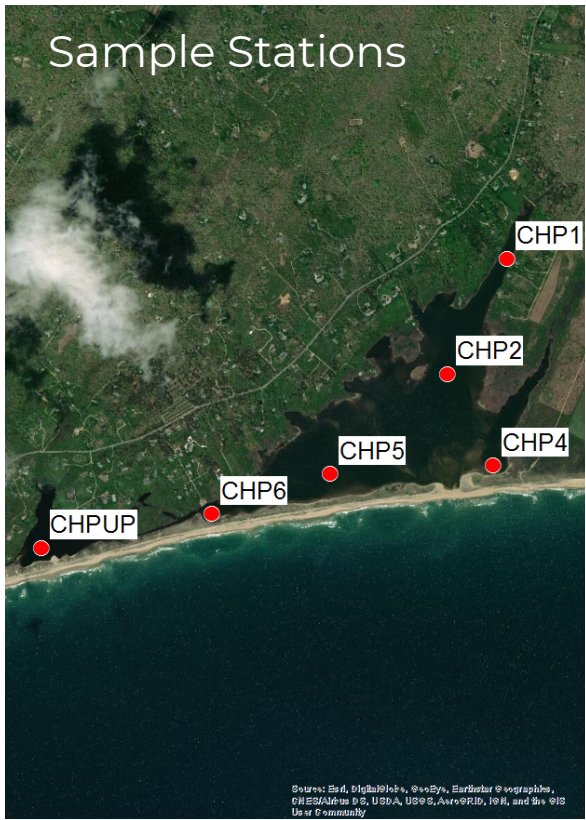 Sample Stations
CHP1
CHP2
CHP4
CHP5
CHP6
CHPUP
Source: Esri, DigitalGlobe, GeoEye, Earthstar Geographics,
CNES/Airbus DS, USDA, USGS, AeroGRID, IGN, and the GIS
User Community